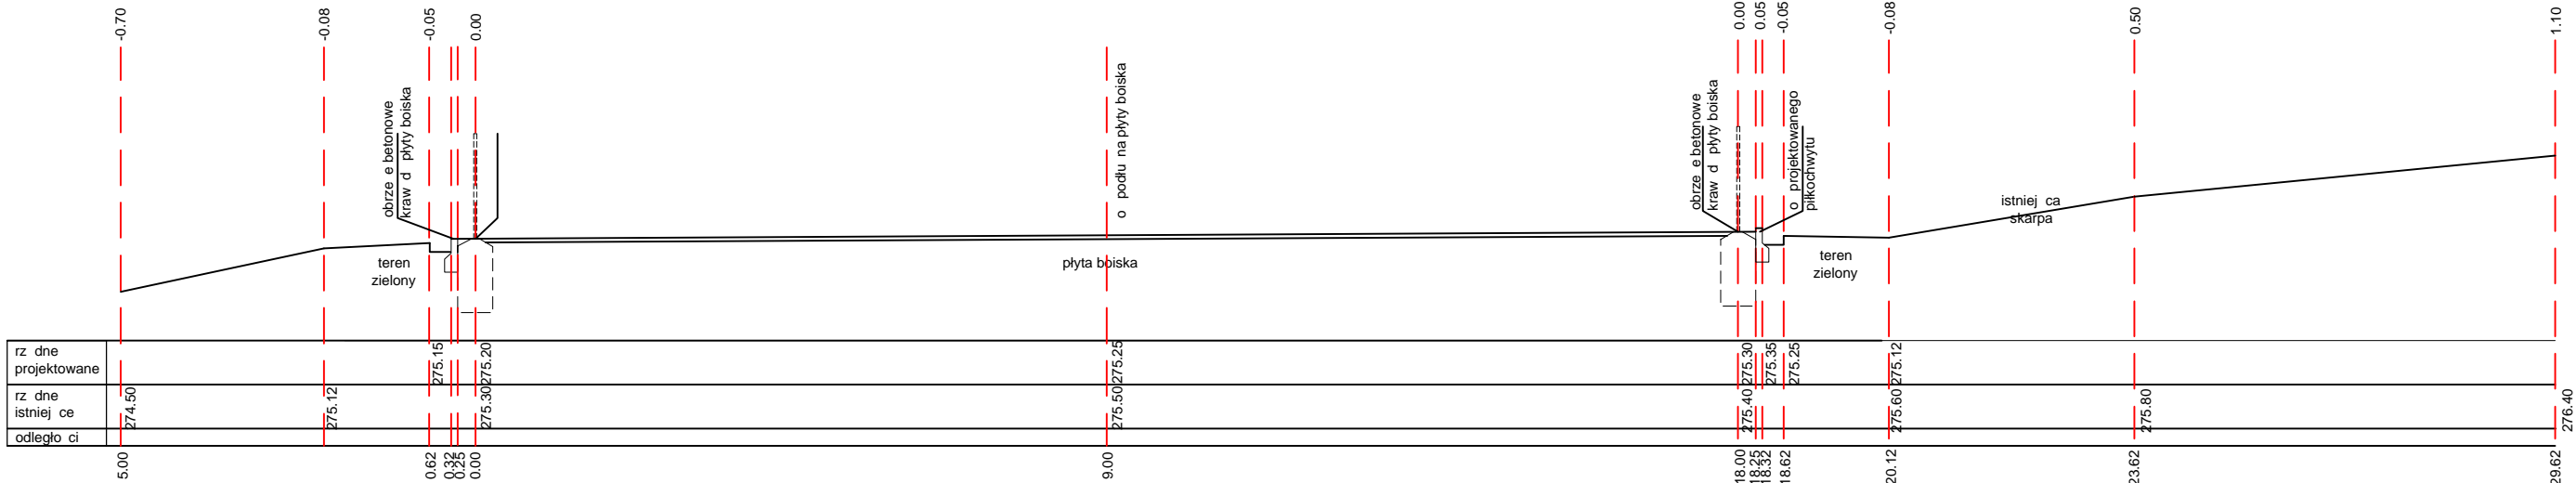 -0.70
-0.08
-0.05
0.00
0.00
0.05
-0.05
-0.08
0.50
1.10
obrze e betonowe
kraw d płyty boiska
o podłu na płyty boiska
obrze e betonowe
kraw d płyty boiska
o projektowanego
piłkochwytu
teren
zielony
płyta boiska
teren
zielony
istniej ca
skarpa
rz dne
projektowane
275.15
275.20
275.25
275.30
275.35
275.25
275.12
rz dne
istniej ce
274.50
275.12
275.30
275.50
275.40
275.60
275.80
276.40
odległo ci
5.00
0.62
0.32
0.25
0.00
9.00
18.00
18.25
18.32
18.62
20.12
23.62
29.62